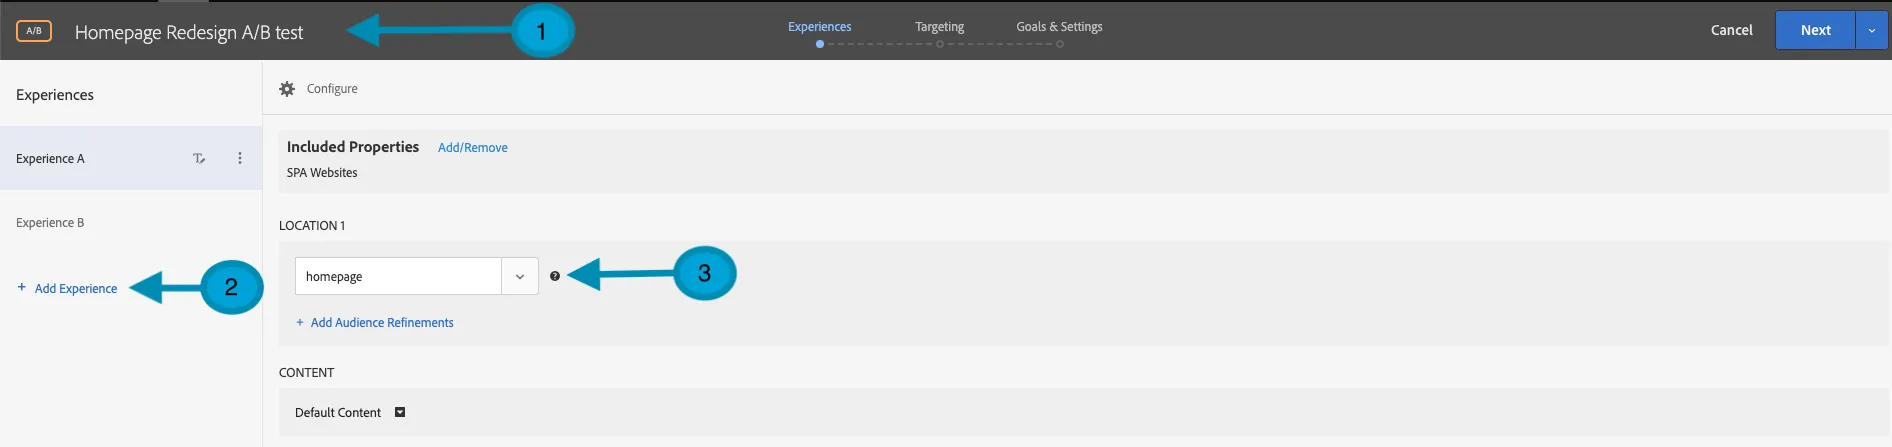 A/B
Homepage Redesign A/B test
1
Experiences
Targeting
Goals & Settings
Cancel
Next
Experiences
Configure
Included Properties
Add/Remove
SPA Websites
Experience A
Experience B
+ Add Experience
2
LOCATION 1
homepage
?
3
+ Add Audience Refinements
CONTENT
Default Content